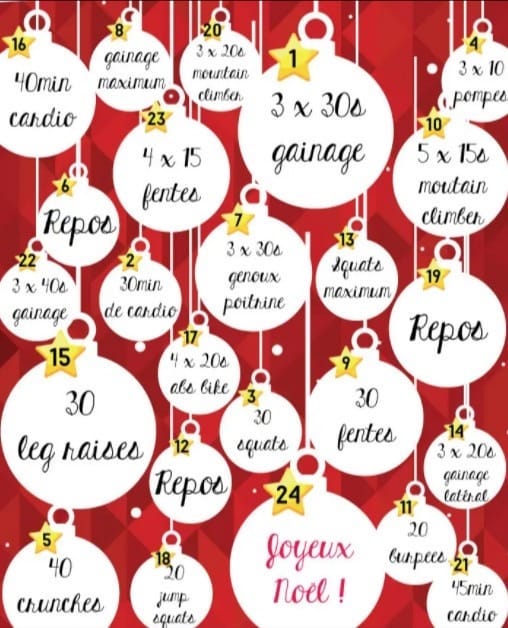 16
40min
cardio
8
gainage
maximum
20
3 x 20s
mountain
climber
1
3 x 30s
gainage
4
3 x 10
pompes
23
4 x 15
fentes
10
5 x 15s
moutain
climber
6
Repos
7
3 x 30s
genoux
poitrine
13
Squats
maximum
22
3 x 40s
gainage
2
30min
de cardio
19
Repos
15
30
leg raises
17
4 x 20s
abs bike
3
30
squats
9
30
fentes
12
Repos
14
3 x 20s
gainage
latéral
24
Joyeux
Noël !
11
20
burpees
5
40
crunches
18
20
jump
squats
21
45min
cardio